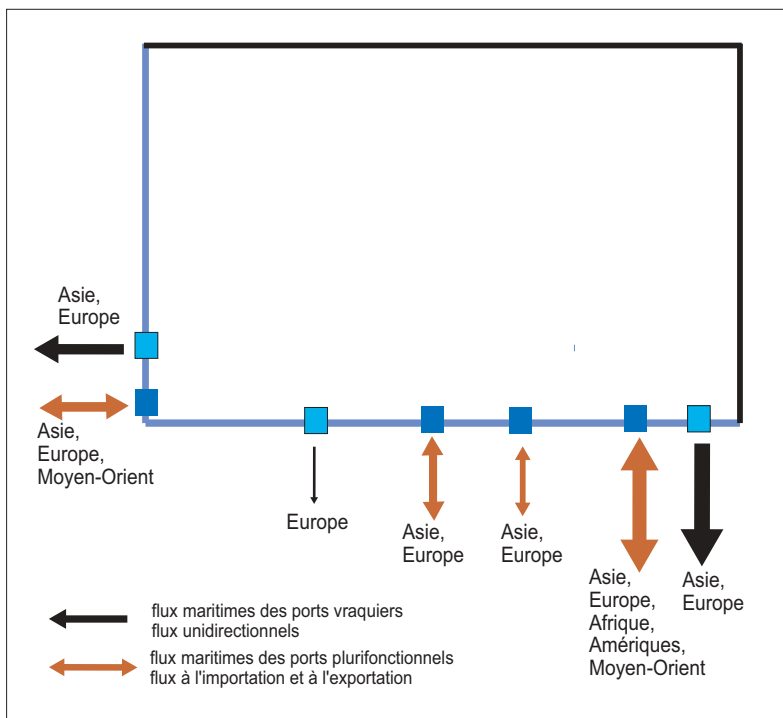 Asie,
Europe
Asie,
Europe,
Moyen-Orient
Europe
Asie,
Europe
Asie,
Europe
Asie,
Europe,
Afrique,
Amériques,
Moyen-Orient
Asie,
Europe
flux maritimes des ports vraquiers
flux unidirectionnels
flux maritimes des ports plurifonctionnels
flux à l'importation et à l'exportation